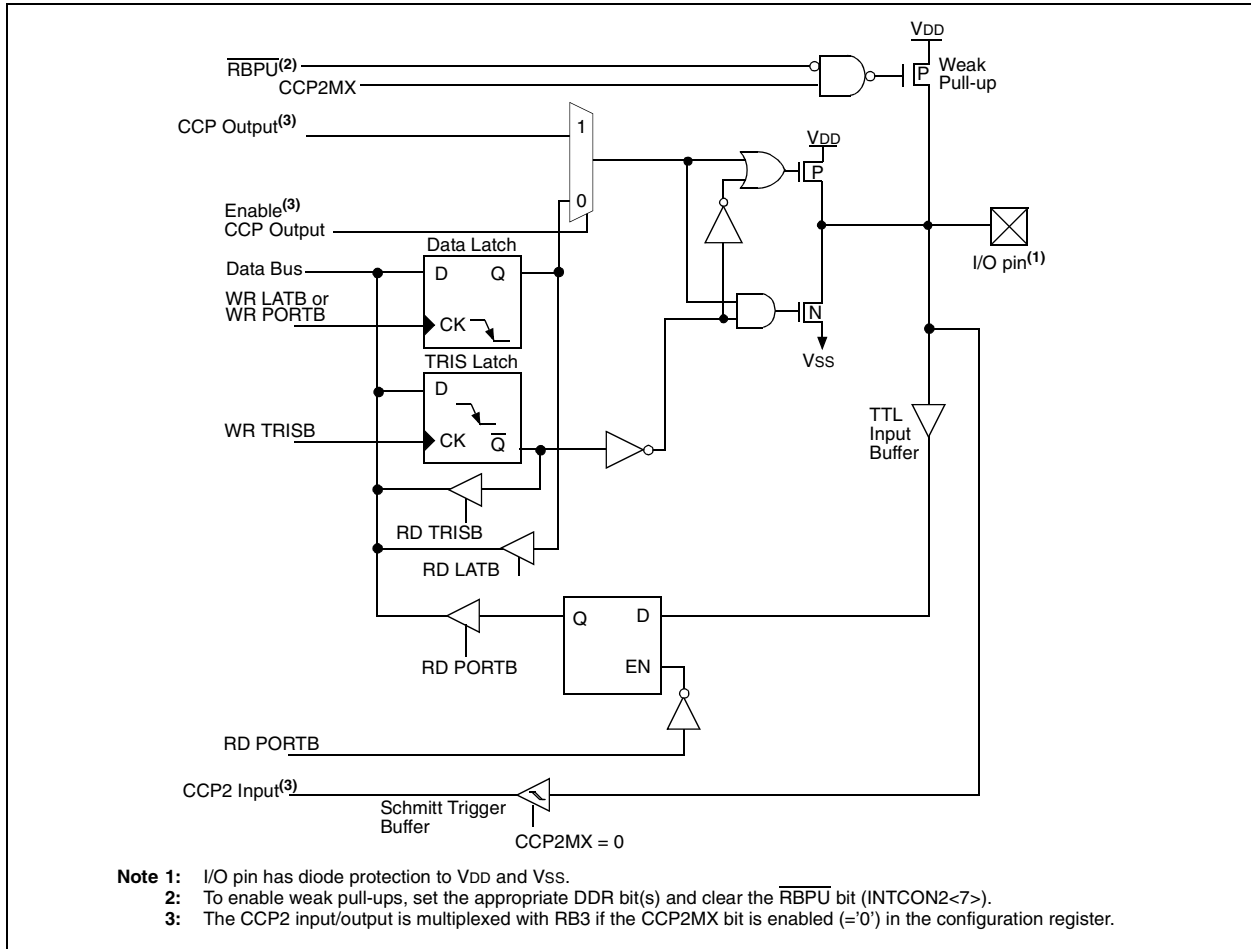 VDD
RBPU(2)
CCP2MX
Weak
Pull-up
P
CCP Output(3)
1
VDD
P
0
Enable(3)
CCP Output
I/O pin(1)
Data Latch
Data Bus
D Q
WR LATB or
WR PORTB
CK
N
VSS
TRIS Latch
D
TTL
Input
Buffer
WR TRISB
CK Q
RD TRISB
RD LATB
Q D
EN
RD PORTB
RD PORTB
CCP2 Input(3)
Schmitt Trigger
Buffer
CCP2MX = 0
Note 1: I/O pin has diode protection to VDD and VSS.
2: To enable weak pull-ups, set the appropriate DDR bit(s) and clear the RBPU bit (INTCON2<7>).
3: The CCP2 input/output is multiplexed with RB3 if the CCP2MX bit is enabled (='0') in the configuration register.